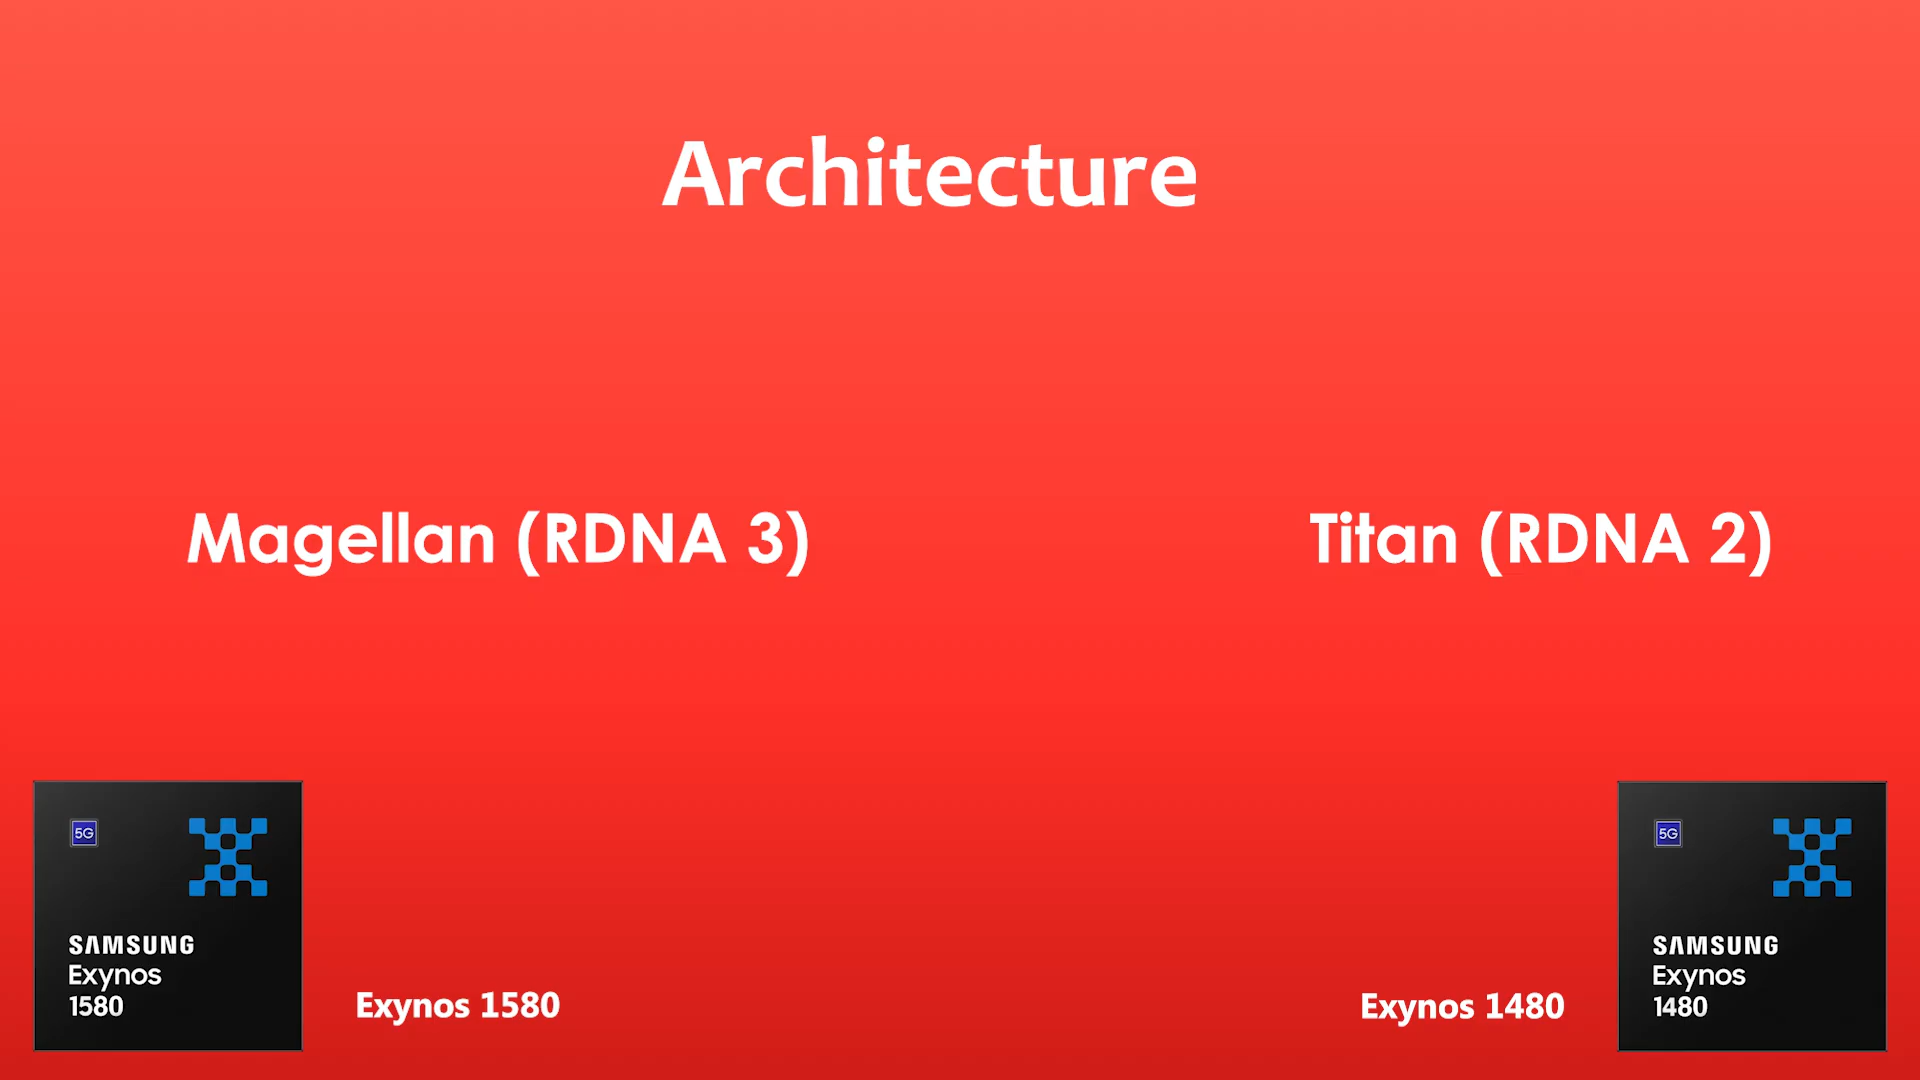 Architecture
Magellan (RDNA 3)
Titan (RDNA 2)
5G
SAMSUNG
Exynos
1580
Exynos 1580
Exynos 1480
5G
SAMSUNG
Exynos
1480